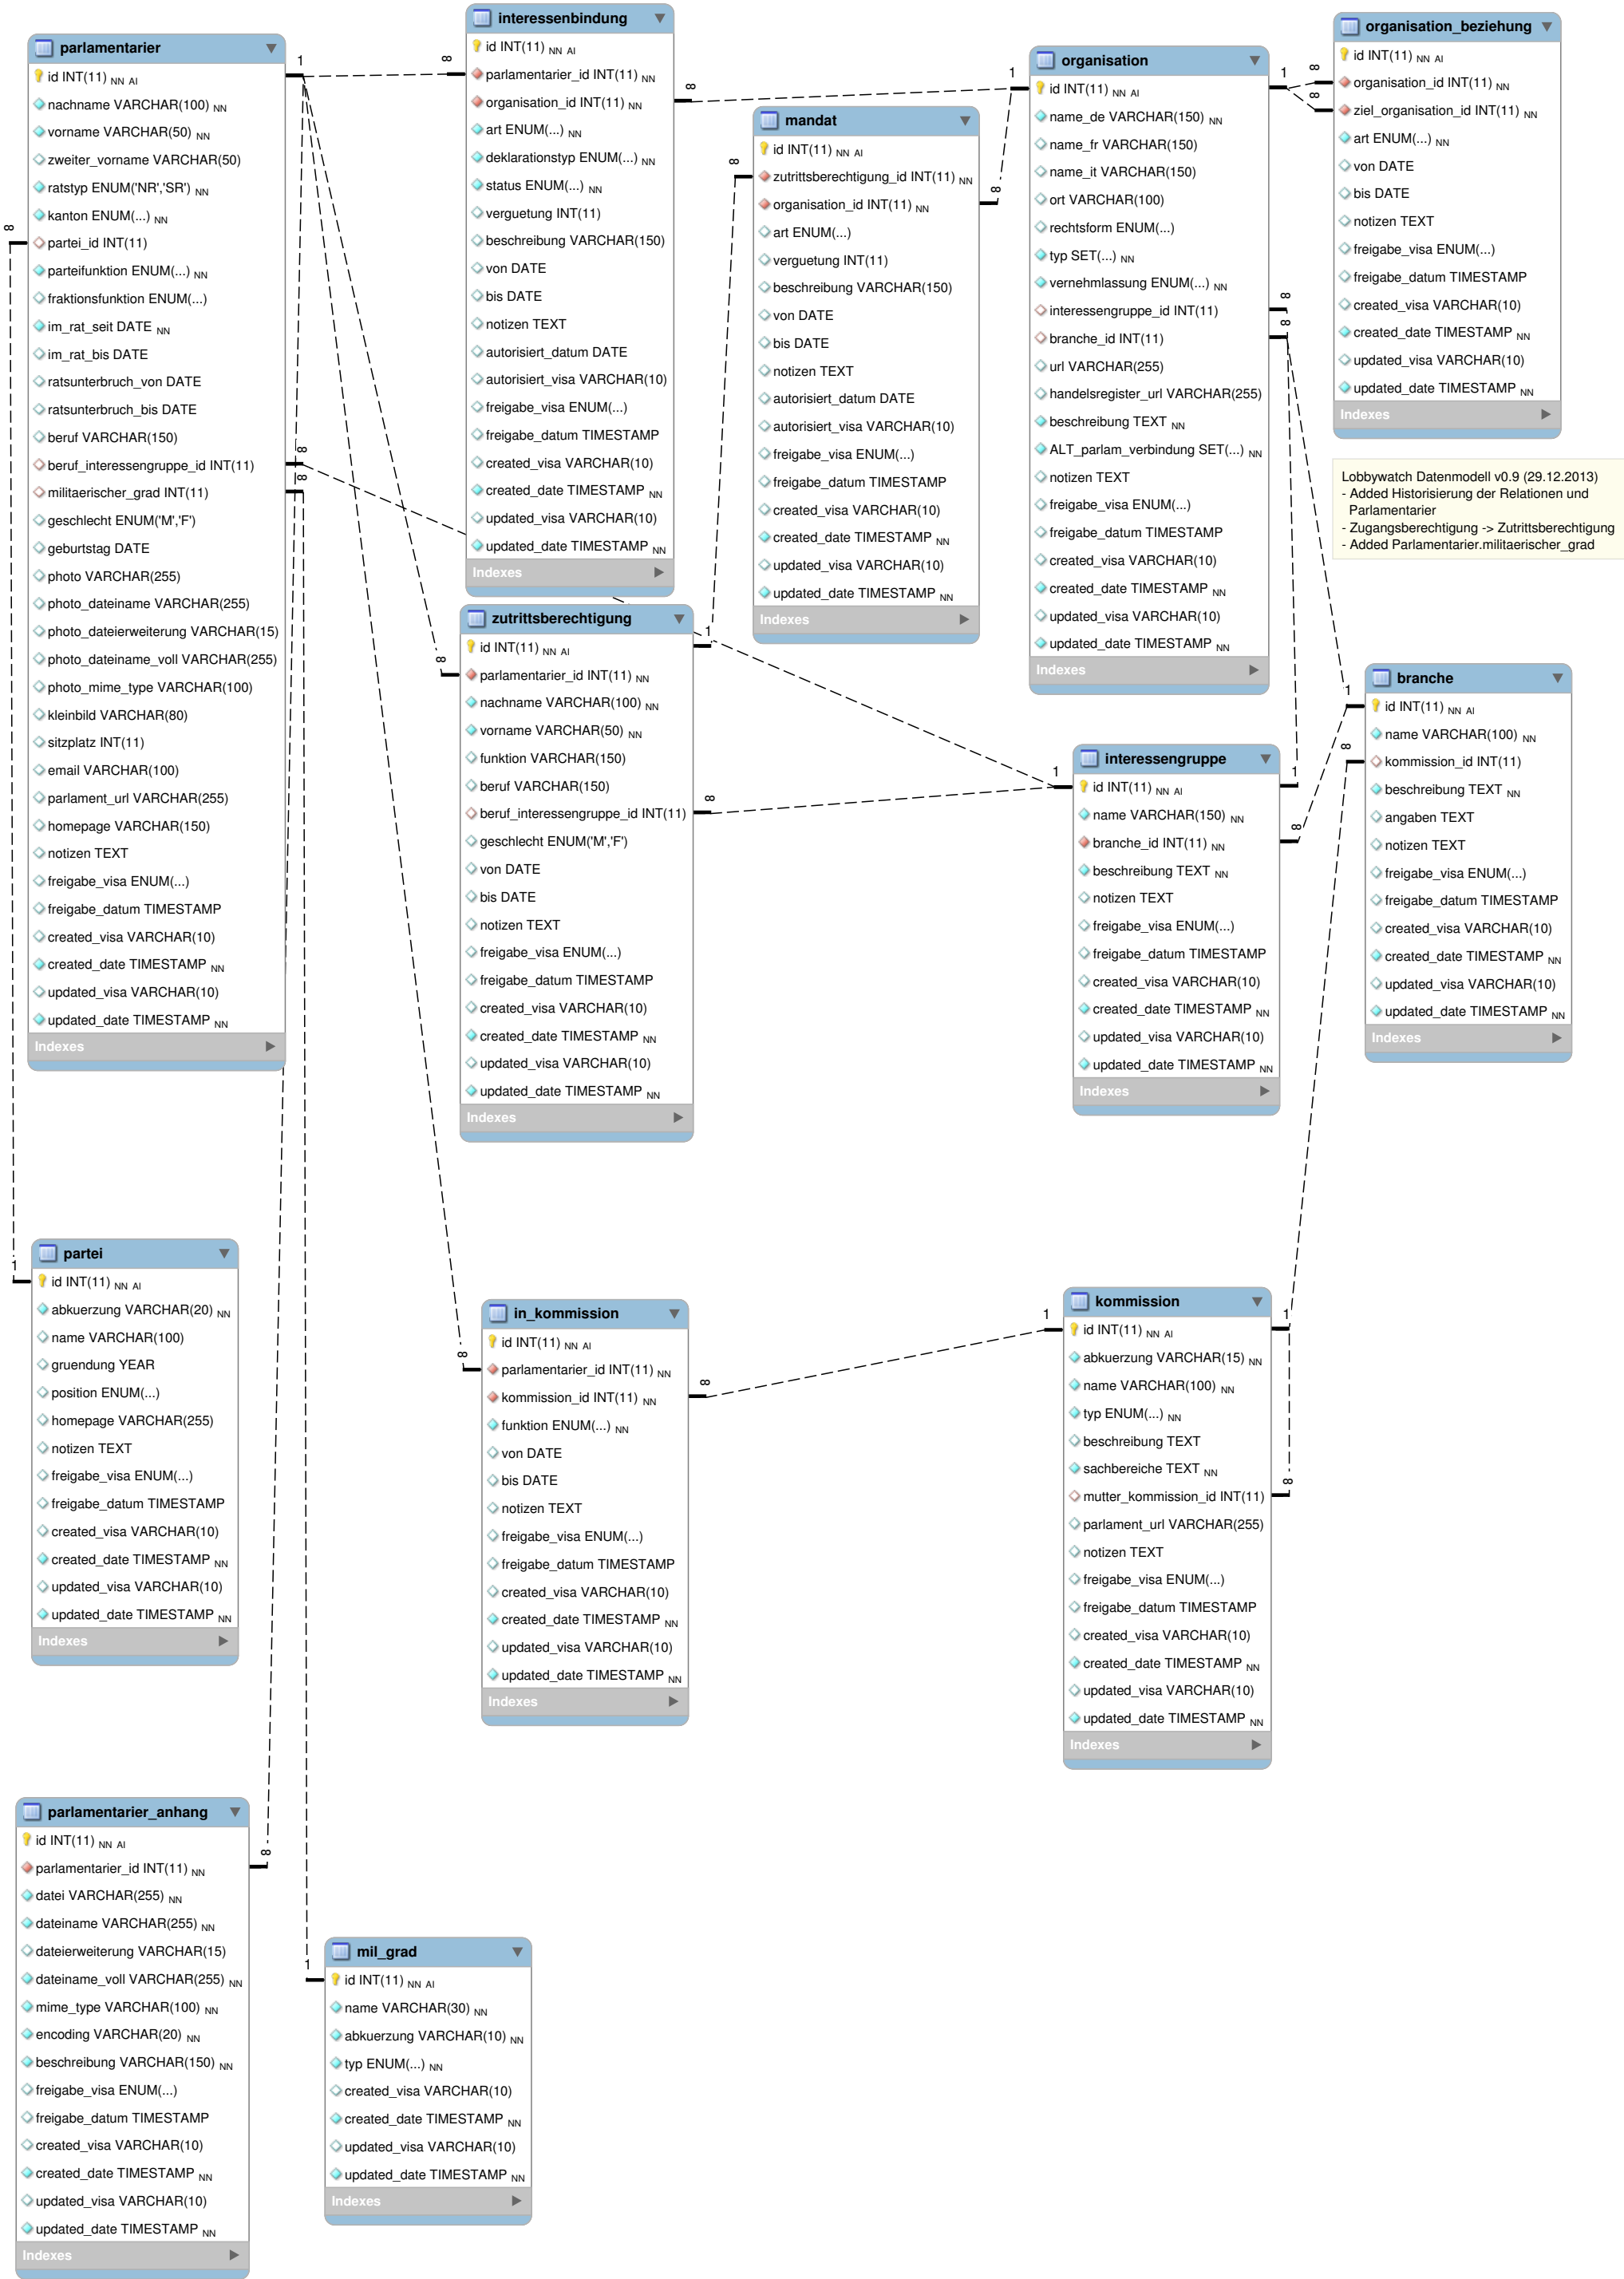 parlamentarier
id INT(11) NN AI
nachname VARCHAR(100) NN
vorname VARCHAR(50) NN
zweiter_vorname VARCHAR(50)
ratstyp ENUM('NR','SR') NN
kanton ENUM(...) NN
partei_id INT(11)
parteifunktion ENUM(...) NN
fraktionsfunktion ENUM(...)
im_rat_seit DATE NN
im_rat_bis DATE
ratsunterbruch_von DATE
ratsunterbruch_bis DATE
beruf VARCHAR(150)
beruf_interessengruppe_id INT(11)
militaerischer_grad INT(11)
geschlecht ENUM('M','F')
geburtstag DATE
photo VARCHAR(255)
photo_dateiname VARCHAR(255)
photo_dateierweiterung VARCHAR(15)
photo_dateiname_voll VARCHAR(255)
photo_mime_type VARCHAR(100)
kleinbild VARCHAR(80)
sitzplatz INT(11)
email VARCHAR(100)
parlament_url VARCHAR(255)
homepage VARCHAR(150)
notizen TEXT
freigabe_visa ENUM(...)
freigabe_datum TIMESTAMP
created_visa VARCHAR(10)
created_date TIMESTAMP NN
updated_visa VARCHAR(10)
updated_date TIMESTAMP NN
Indexes
interessenbindung
id INT(11) NN AI
parlamentarier_id INT(11) NN
organisation_id INT(11) NN
art ENUM(...) NN
deklarationstyp ENUM(...) NN
status ENUM(...) NN
verguetung INT(11)
beschreibung VARCHAR(150)
von DATE
bis DATE
notizen TEXT
autorisiert_datum DATE
autorisiert_visa VARCHAR(10)
freigabe_visa ENUM(...)
freigabe_datum TIMESTAMP
created_visa VARCHAR(10)
created_date TIMESTAMP NN
updated_visa VARCHAR(10)
updated_date TIMESTAMP NN
Indexes
mandat
id INT(11) NN AI
zutrittsberechtigung_id INT(11) NN
organisation_id INT(11) NN
art ENUM(...)
verguetung INT(11)
beschreibung VARCHAR(150)
von DATE
bis DATE
notizen TEXT
autorisiert_datum DATE
autorisiert_visa VARCHAR(10)
freigabe_visa ENUM(...)
freigabe_datum TIMESTAMP
created_visa VARCHAR(10)
created_date TIMESTAMP NN
updated_visa VARCHAR(10)
updated_date TIMESTAMP NN
Indexes
organisation
id INT(11) NN AI
name_de VARCHAR(150) NN
name_fr VARCHAR(150)
name_it VARCHAR(150)
ort VARCHAR(100)
rechtsform ENUM(...)
typ SET(...) NN
vernehmlassung ENUM(...) NN
interessengruppe_id INT(11)
branche_id INT(11)
url VARCHAR(255)
handelsregister_url VARCHAR(255)
beschreibung TEXT NN
ALT_parlam_verbindung SET(...) NN
notizen TEXT
freigabe_visa ENUM(...)
freigabe_datum TIMESTAMP
created_visa VARCHAR(10)
created_date TIMESTAMP NN
updated_visa VARCHAR(10)
updated_date TIMESTAMP NN
Indexes
organisation_beziehung
id INT(11) NN AI
organisation_id INT(11) NN
ziel_organisation_id INT(11) NN
art ENUM(...) NN
von DATE
bis DATE
notizen TEXT
freigabe_visa ENUM(...)
freigabe_datum TIMESTAMP
created_visa VARCHAR(10)
created_date TIMESTAMP NN
updated_visa VARCHAR(10)
updated_date TIMESTAMP NN
Indexes
Lobbywatch Datenmodell v0.9 (29.12.2013)
- Added Historisierung der Relationen und
Parlamentarier
- Zugangsberechtigung -> Zutrittsberechtigung
- Added Parlamentarier.militaerischer_grad
zutrittsberechtigung
id INT(11) NN AI
parlamentarier_id INT(11) NN
nachname VARCHAR(100) NN
vorname VARCHAR(50) NN
funktion VARCHAR(150)
beruf VARCHAR(150)
beruf_interessengruppe_id INT(11)
geschlecht ENUM('M','F')
von DATE
bis DATE
notizen TEXT
freigabe_visa ENUM(...)
freigabe_datum TIMESTAMP
created_visa VARCHAR(10)
created_date TIMESTAMP NN
updated_visa VARCHAR(10)
updated_date TIMESTAMP NN
Indexes
interessengruppe
id INT(11) NN AI
name VARCHAR(150) NN
branche_id INT(11) NN
beschreibung TEXT NN
notizen TEXT
freigabe_visa ENUM(...)
freigabe_datum TIMESTAMP
created_visa VARCHAR(10)
created_date TIMESTAMP NN
updated_visa VARCHAR(10)
updated_date TIMESTAMP NN
Indexes
branche
id INT(11) NN AI
name VARCHAR(100) NN
kommission_id INT(11)
beschreibung TEXT NN
angaben TEXT
notizen TEXT
freigabe_visa ENUM(...)
freigabe_datum TIMESTAMP
created_visa VARCHAR(10)
created_date TIMESTAMP NN
updated_visa VARCHAR(10)
updated_date TIMESTAMP NN
Indexes
partei
id INT(11) NN AI
abkuerzung VARCHAR(20) NN
name VARCHAR(100)
gruendung YEAR
position ENUM(...)
homepage VARCHAR(255)
notizen TEXT
freigabe_visa ENUM(...)
freigabe_datum TIMESTAMP
created_visa VARCHAR(10)
created_date TIMESTAMP NN
updated_visa VARCHAR(10)
updated_date TIMESTAMP NN
Indexes
in_kommission
id INT(11) NN AI
parlamentarier_id INT(11) NN
kommission_id INT(11) NN
funktion ENUM(...) NN
von DATE
bis DATE
notizen TEXT
freigabe_visa ENUM(...)
freigabe_datum TIMESTAMP
created_visa VARCHAR(10)
created_date TIMESTAMP NN
updated_visa VARCHAR(10)
updated_date TIMESTAMP NN
Indexes
kommission
id INT(11) NN AI
abkuerzung VARCHAR(15) NN
name VARCHAR(100) NN
typ ENUM(...) NN
beschreibung TEXT
sachbereiche TEXT NN
mutter_kommission_id INT(11)
parlament_url VARCHAR(255)
notizen TEXT
freigabe_visa ENUM(...)
freigabe_datum TIMESTAMP
created_visa VARCHAR(10)
created_date TIMESTAMP NN
updated_visa VARCHAR(10)
updated_date TIMESTAMP NN
Indexes
parlamentarier_anhang
id INT(11) NN AI
parlamentarier_id INT(11) NN
datei VARCHAR(255) NN
dateiname VARCHAR(255) NN
dateierweiterung VARCHAR(15)
dateiname_voll VARCHAR(255) NN
mime_type VARCHAR(100) NN
encoding VARCHAR(20) NN
beschreibung VARCHAR(150) NN
freigabe_visa ENUM(...)
freigabe_datum TIMESTAMP
created_visa VARCHAR(10)
created_date TIMESTAMP NN
updated_visa VARCHAR(10)
updated_date TIMESTAMP NN
Indexes
mil_grad
id INT(11) NN AI
name VARCHAR(30) NN
abkuerzung VARCHAR(10) NN
typ ENUM(...) NN
created_visa VARCHAR(10)
created_date TIMESTAMP NN
updated_visa VARCHAR(10)
updated_date TIMESTAMP NN
Indexes